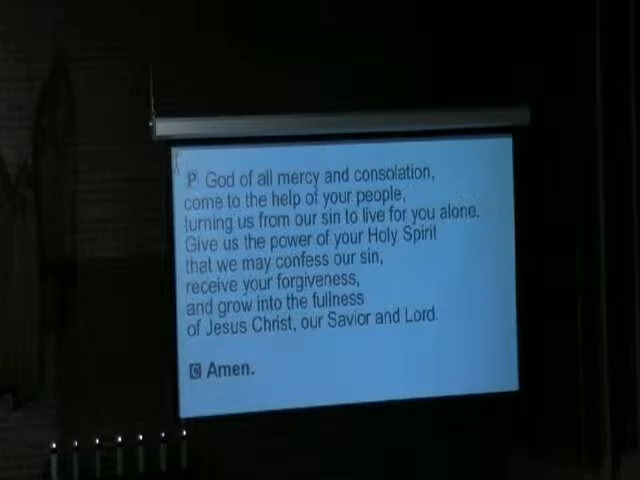 P God of all mercy and consolation,
come to the help of your people,
turning us from our sin to live for you alone.
Give us the power of your Holy Spirit
that we may confess our sin,
receive your forgiveness,
and grow into the fullness
of Jesus Christ, our Savior and Lord.
C Amen.